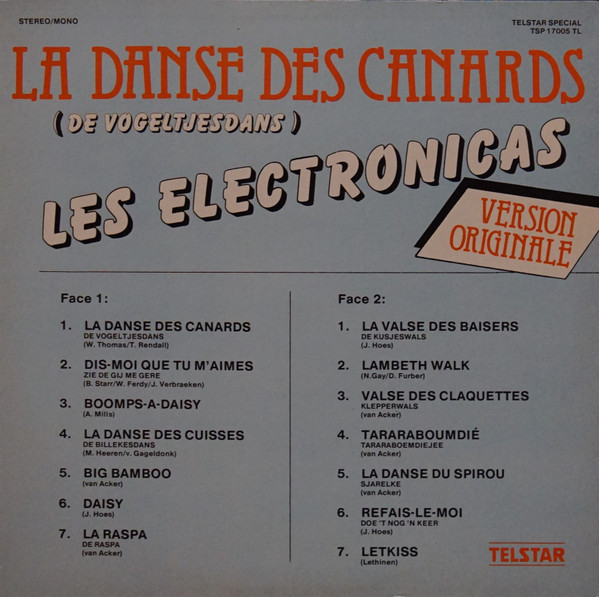 STEREO/MONO
TELSTAR SPECIAL
TSP 17005 TL
LA DANSE DES CANARDS
(DE VOGELTJESDANS)
LES ELECTRONICAS
VERSION
ORIGINALE
Face 1:
1. LA DANSE DES CANARDS
DE VOGELTJESDANS
(W. Thomas/T. Rendall)
2. DIS-MOI QUE TU M'AIMES
ZIE DE GIJ ME GERE
(B. Starr/W. Ferdy/J. Verbraeken)
3. BOOMPS-A-DAISY
(A. Mills)
4. LA DANSE DES CUISSES
DE BILLEKESDANS
(M. Heeren/v. Gageldonk)
5. BIG BAMBOO
(van Acker)
6. DAISY
(J. Hoes)
7. LA RASPA
DE RASPA
(van Acker)
Face 2:
1. LA VALSE DES BAISERS
DE KUSJESWALS
(J. Hoes)
2. LAMBETH WALK
(N.Gay/D. Furber)
3. VALSE DES CLAQUETTES
KLEPPERWALS
(van Acker)
4. TARARABOUMDIÉ
TARARABOEMDIEJEE
(van Acker)
5. LA DANSE DU SPIROU
SJARELKE
(van Acker)
6. REFAIS-LE-MOI
DOE 'T NOG 'N KEER
(J. Hoes)
7. LETKISS
(Lethinen)
TELSTAR